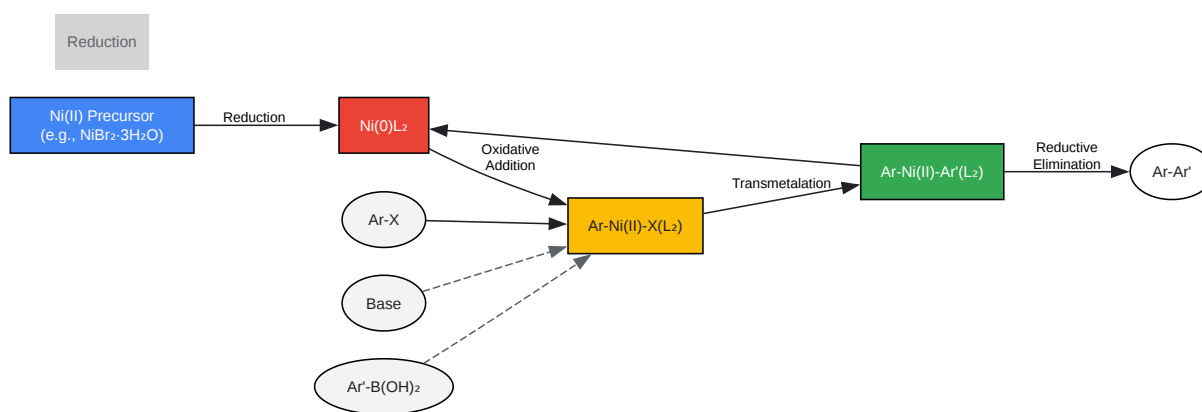 Reduction
Ni(II) Precursor
(e.g., NiBr₂·3H₂O)
Reduction
Ni(0)L₂
Oxidative
Addition
Ar-X
Base
Ar'-B(OH)₂
Ar-Ni(II)-X(L₂)
Transmetalation
Ar-Ni(II)-Ar'(L₂)
Reductive
Elimination
Ar-Ar'